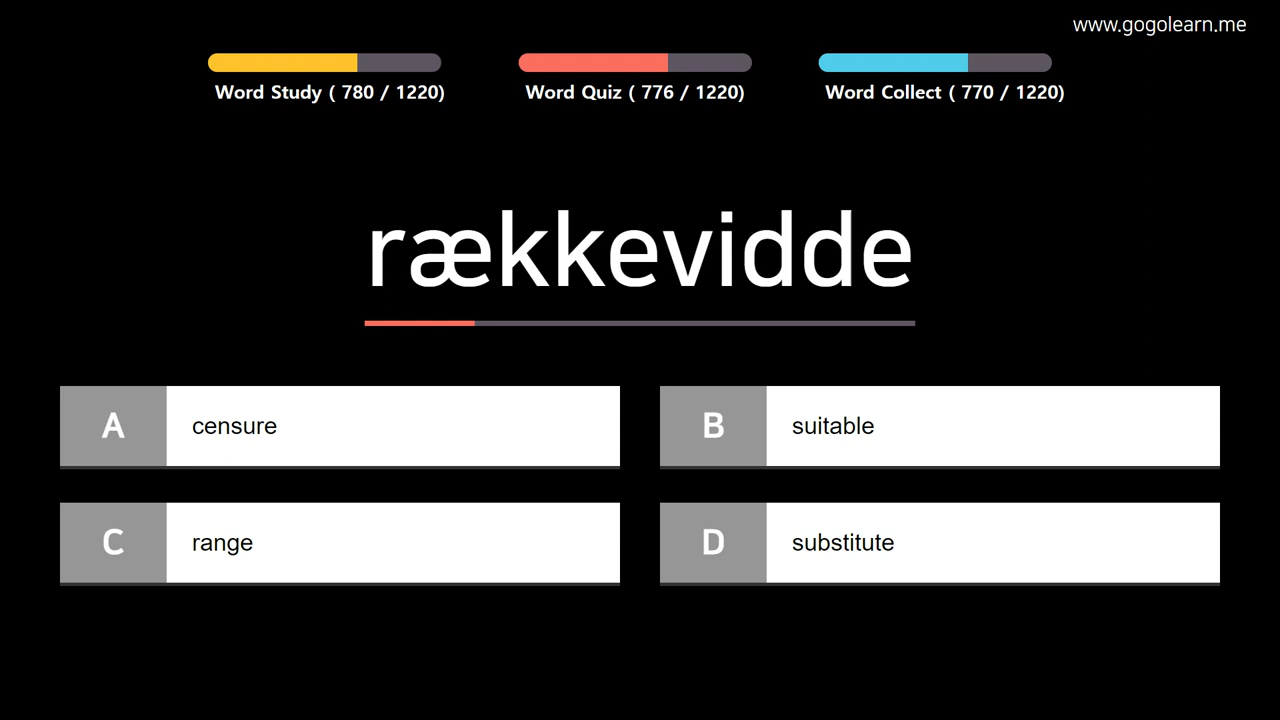 www.gogolearn.me
Word Study ( 780 / 1220)
Word Quiz ( 776 / 1220)
Word Collect ( 770 / 1220)
rækkevidde
A censure
B suitable
C range
D substitute